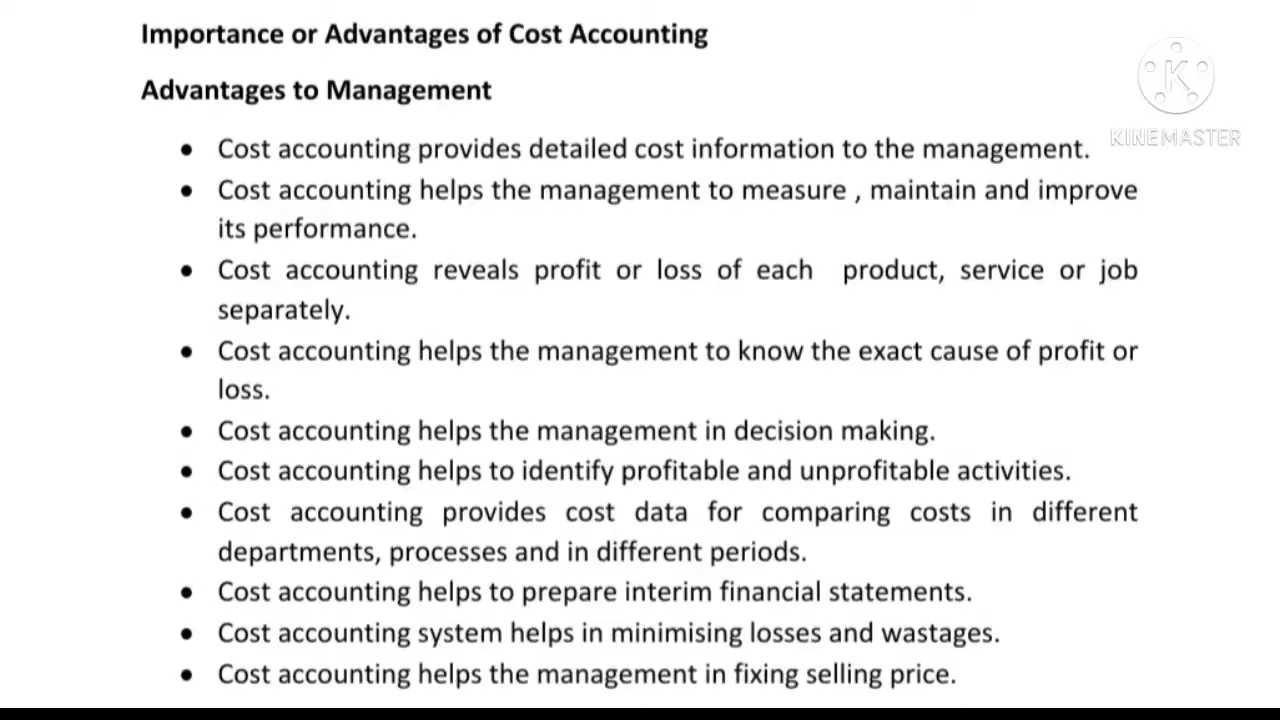 Importance or Advantages of Cost Accounting
Advantages to Management
K
KINEMASTER
• Cost accounting provides detailed cost information to the management.
• Cost accounting helps the management to measure , maintain and improve
its performance.
• Cost accounting reveals profit or loss of each product, service or job
separately.
• Cost accounting helps the management to know the exact cause of profit or
loss.
• Cost accounting helps the management in decision making.
• Cost accounting helps to identify profitable and unprofitable activities.
• Cost accounting provides cost data for comparing costs in different
departments, processes and in different periods.
• Cost accounting helps to prepare interim financial statements.
• Cost accounting system helps in minimising losses and wastages.
• Cost accounting helps the management in fixing selling price.